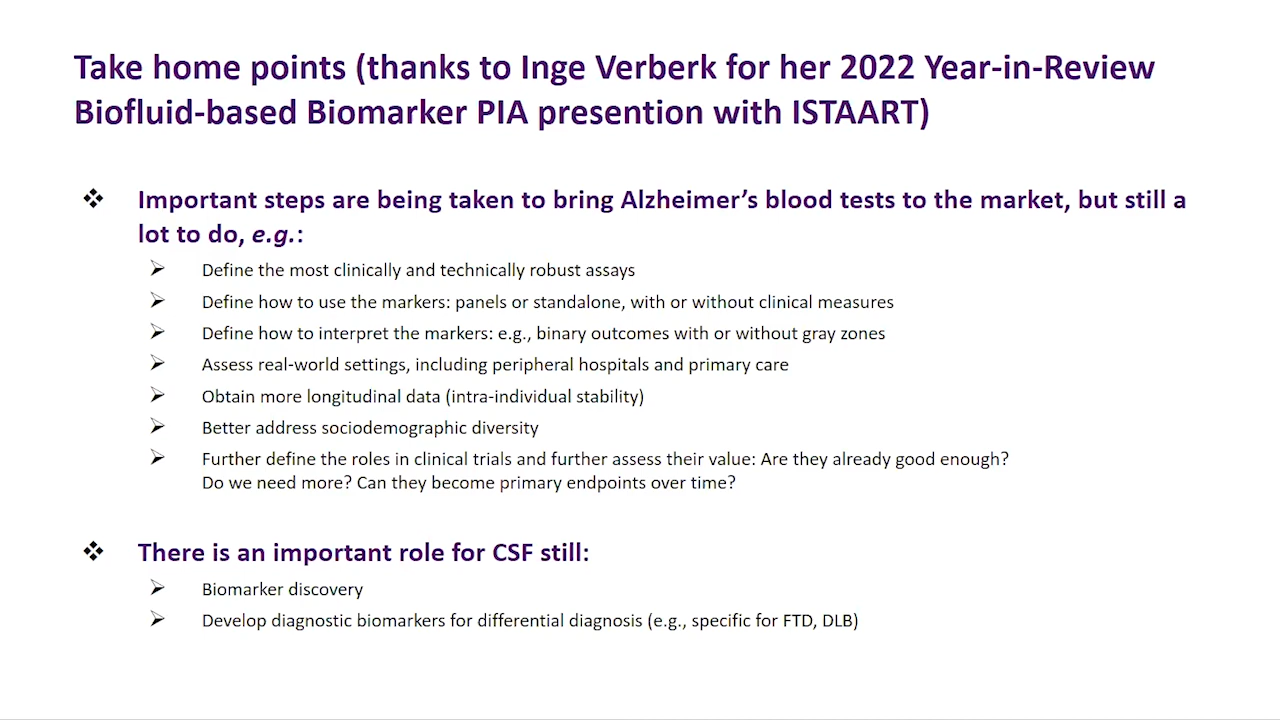 Take home points (thanks to Inge Verberk for her 2022 Year-in-Review
Biofluid-based Biomarker PIA presention with ISTAART)
❖ Important steps are being taken to bring Alzheimer’s blood tests to the market, but still a
lot to do, e.g.:
➢ Define the most clinically and technically robust assays
➢ Define how to use the markers: panels or standalone, with or without clinical measures
➢ Define how to interpret the markers: e.g., binary outcomes with or without gray zones
➢ Assess real-world settings, including peripheral hospitals and primary care
➢ Obtain more longitudinal data (intra-individual stability)
➢ Better address sociodemographic diversity
➢ Further define the roles in clinical trials and further assess their value: Are they already good enough?
Do we need more? Can they become primary endpoints over time?
❖ There is an important role for CSF still:
➢ Biomarker discovery
➢ Develop diagnostic biomarkers for differential diagnosis (e.g., specific for FTD, DLB)